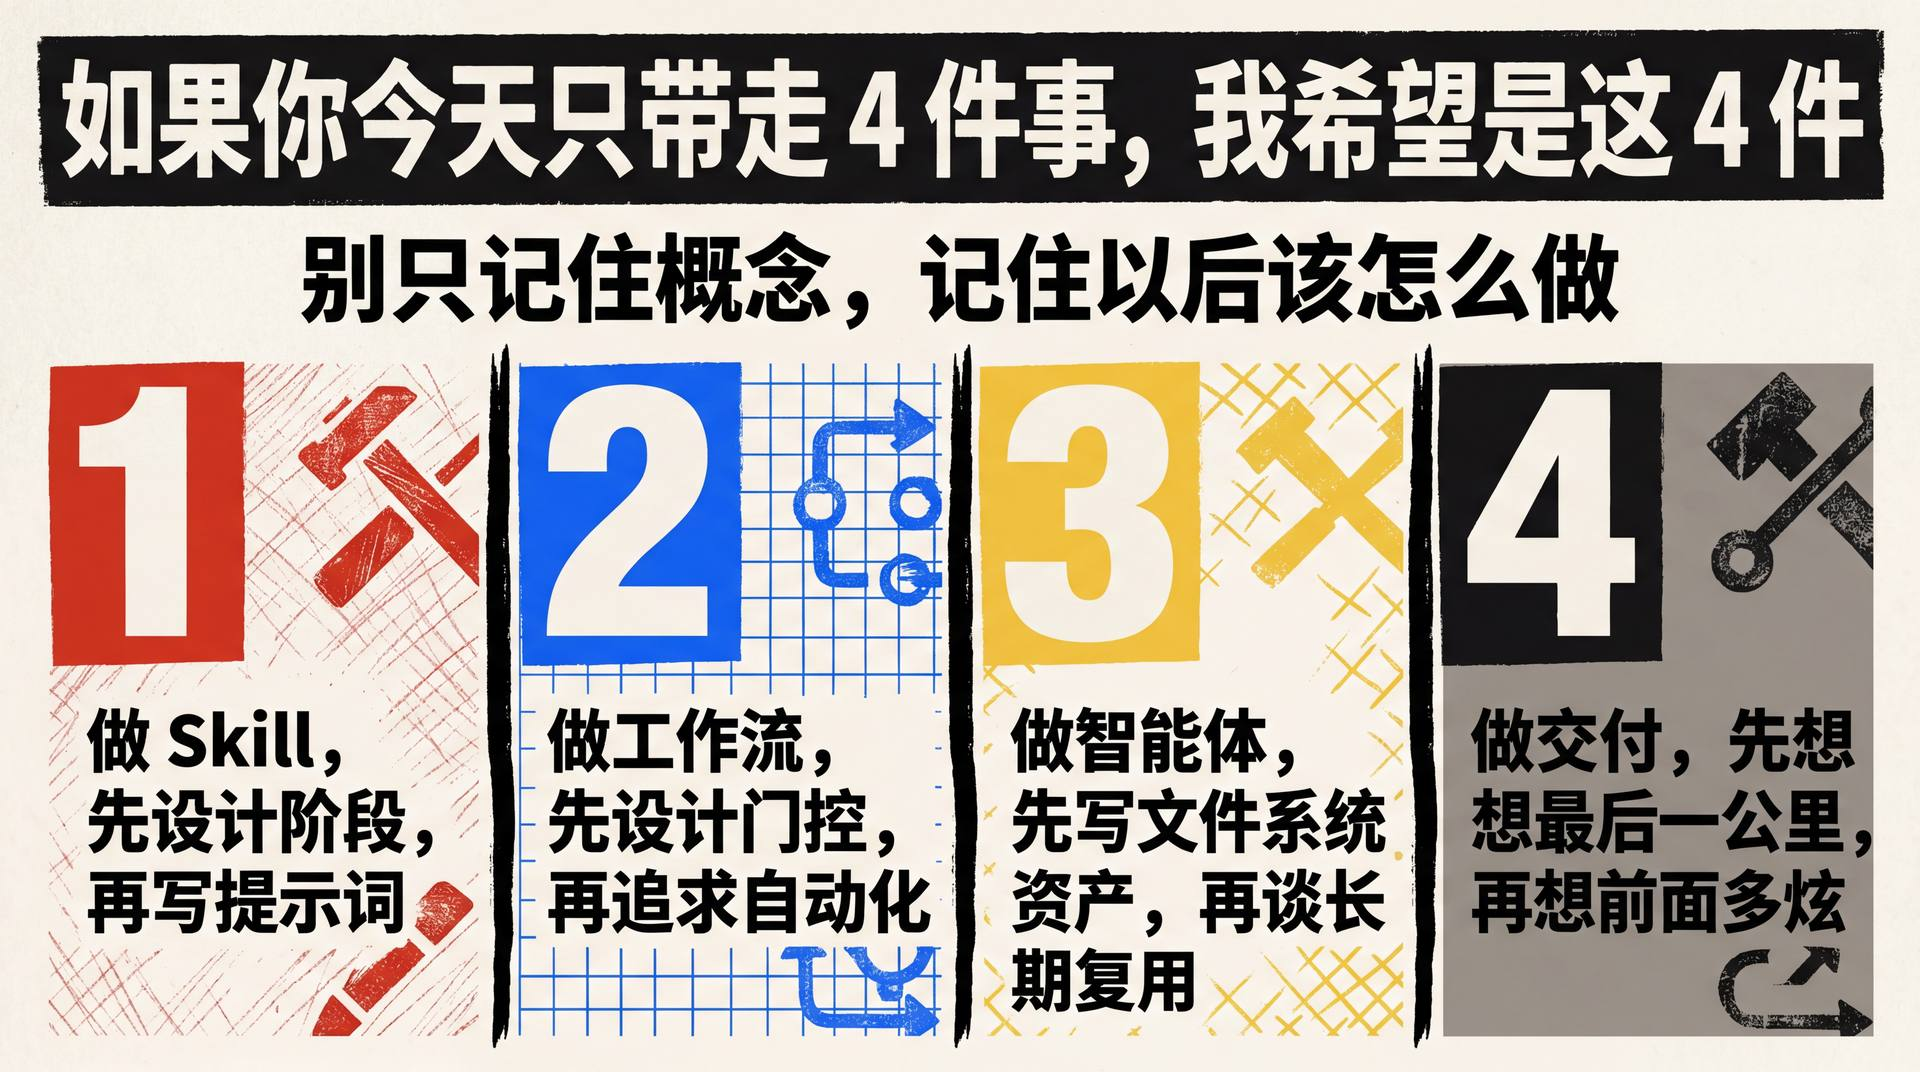 如果你今天只带走 4 件事，我希望是这 4 件
别只记住概念，记住以后该怎么做
1
做 Skill，
先设计阶段，
再写提示词
2
做工作流，
先设计门控，
再追求自动化
3
做智能体，
先写文件系统
资产，再谈长
期复用
4
做交付，先想
想最后一公里，
再想前面多炫